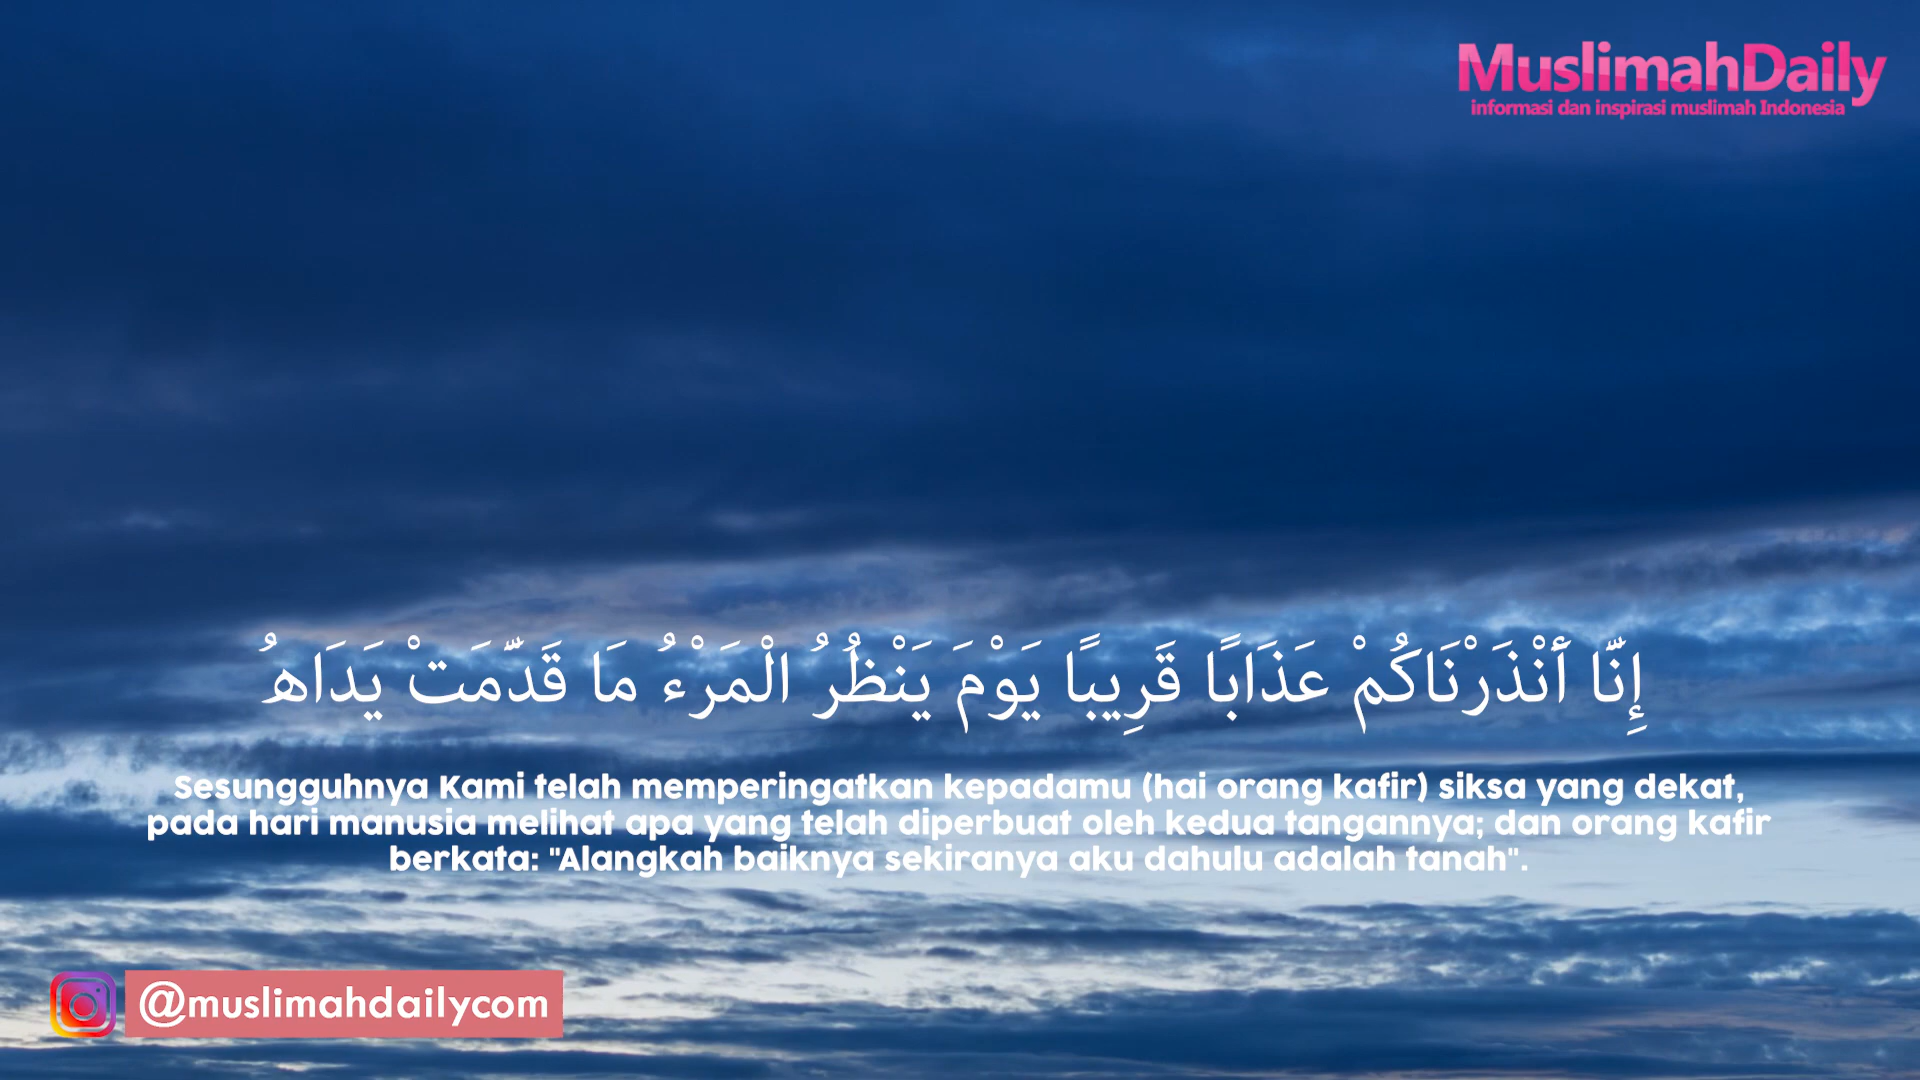 MuslimahDaily
informasi dan inspirasi muslimah Indonesia
إِنَّا أَنْذَرْنَاكُمْ عَذَابًا قَرِيبًا يَوْمَ يَنْظُرُ الْمَرْءُ مَا قَدَّمَتْ يَدَاهُ
Sesungguhnya Kami telah memperingatkan kepadamu (hai orang kafir) siksa yang dekat,
pada hari manusia melihat apa yang telah diperbuat oleh kedua tangannya; dan orang kafir
berkata: "Alangkah baiknya sekiranya aku dahulu adalah tanah".
@muslimahdailycom